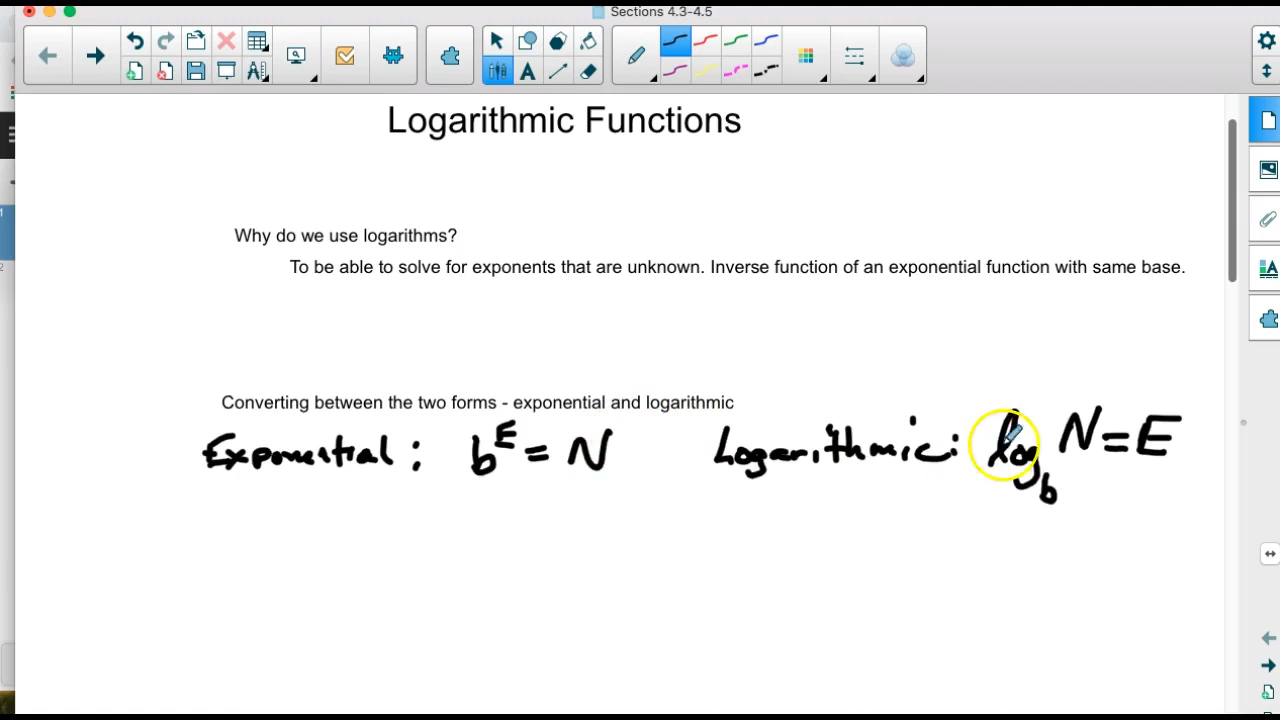 Sections 4.3-4.5
Logarithmic Functions
Why do we use logarithms?
To be able to solve for exponents that are unknown. Inverse function of an exponential function with same base.
Converting between the two forms - exponential and logarithmic
Exponential: b^E = N Logarithmic: log_b N = E
1
2